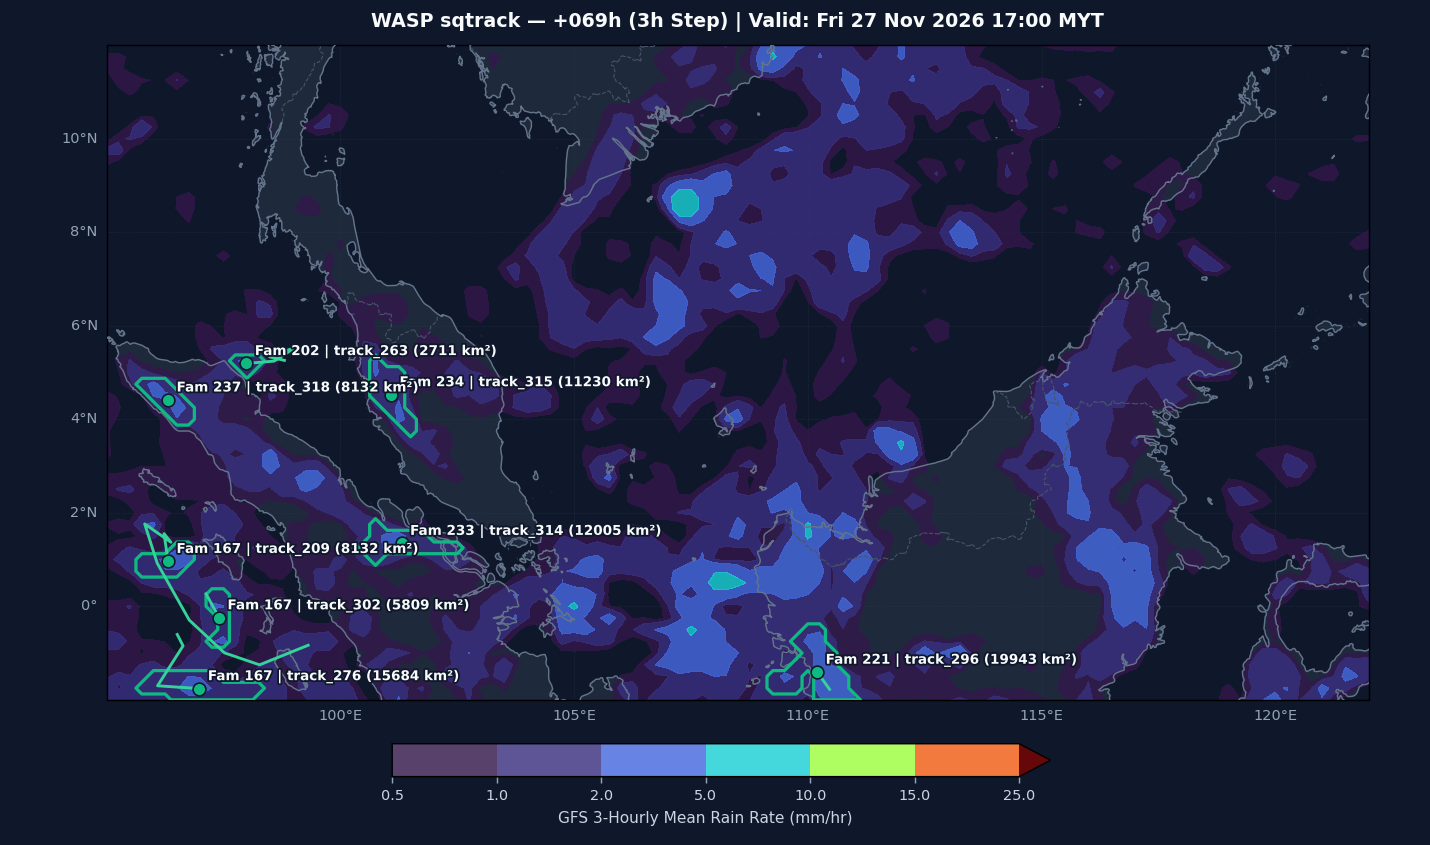 WASP sqtrack — +069h (3h Step) | Valid: Fri 27 Nov 2026 17:00 MYT
10°N
8°N
6°N
4°N
2°N
0°
Fam 202 | track_263 (2711 km²)
Fam 234 | track_315 (11230 km²)
Fam 237 | track_318 (8132 km²)
Fam 233 | track_314 (12005 km²)
Fam 167 | track_209 (8132 km²)
Fam 167 | track_302 (5809 km²)
Fam 221 | track_296 (19943 km²)
Fam 167 | track_276 (15684 km²)
100°E 105°E 110°E 115°E 120°E
0.5 1.0 2.0 5.0 10.0 15.0 25.0
GFS 3-Hourly Mean Rain Rate (mm/hr)